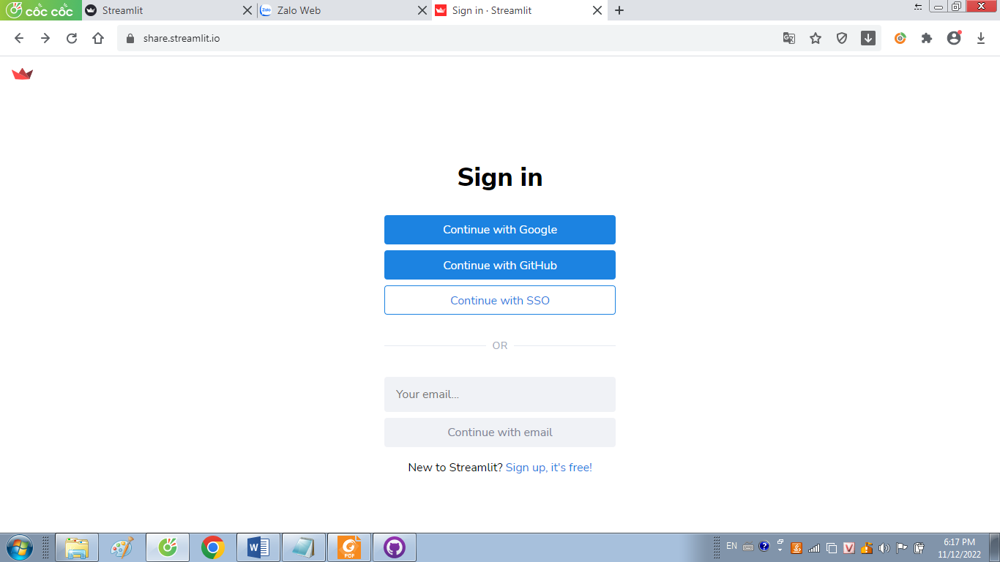 cốc cốc
Streamlit
Zalo Web
Sign in · Streamlit
share.streamlit.io
Sign in
Continue with Google
Continue with GitHub
Continue with SSO
OR
Your email...
Continue with email
New to Streamlit? Sign up, it's free!
EN
6:17 PM
11/12/2022